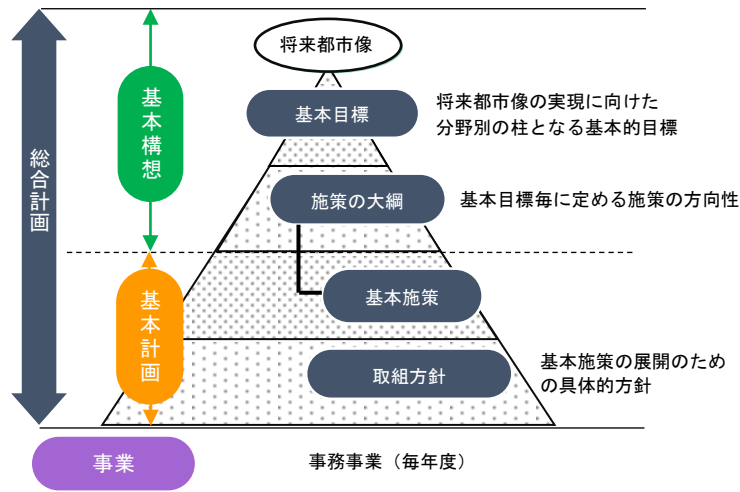 総合計画
基本構想
基本計画
将来都市像
基本目標
将来都市像の実現に向けた
分野別の柱となる基本的目標
施策の大綱
基本目標毎に定める施策の方向性
基本施策
取組方針
基本施策の展開のため
の具体的方針
事業
事務事業（毎年度）